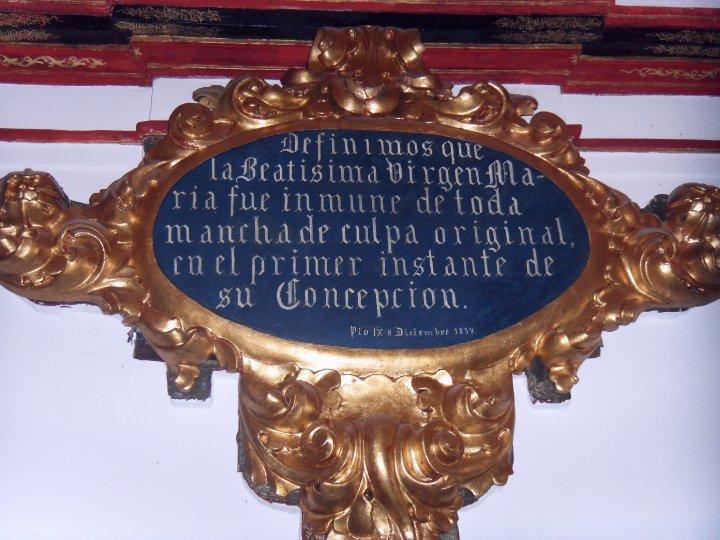 Definimos que
la Beatisima Virgen Ma-
ria fue inmune de toda
mancha de culpa original,
en el primer instante de
su Concepcion.
Pio IX 8 Diciembre 1854